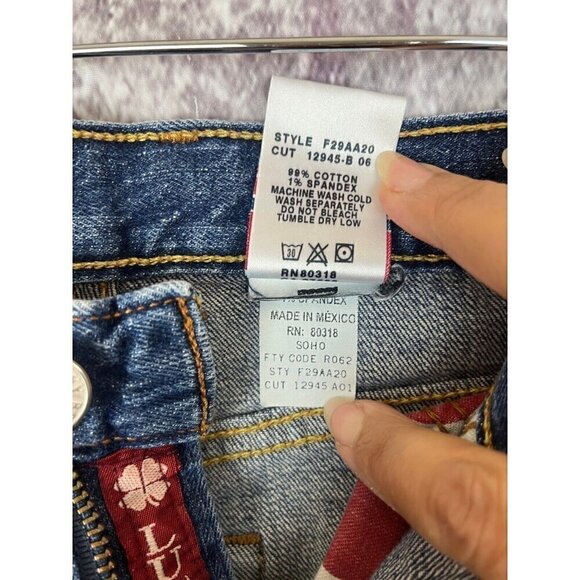 STYLE F29AA20
CUT 12945-B 06
99% COTTON
1% SPANDEX
MACHINE WASH COLD
WASH SEPARATELY
DO NOT BLEACH
TUMBLE DRY LOW
30
RN80318
1% SPANDEX
MADE IN MEXICO
RN: 80318
SOHO
FTY CODE R062
STY F29AA20
CUT 12945 A01
LU